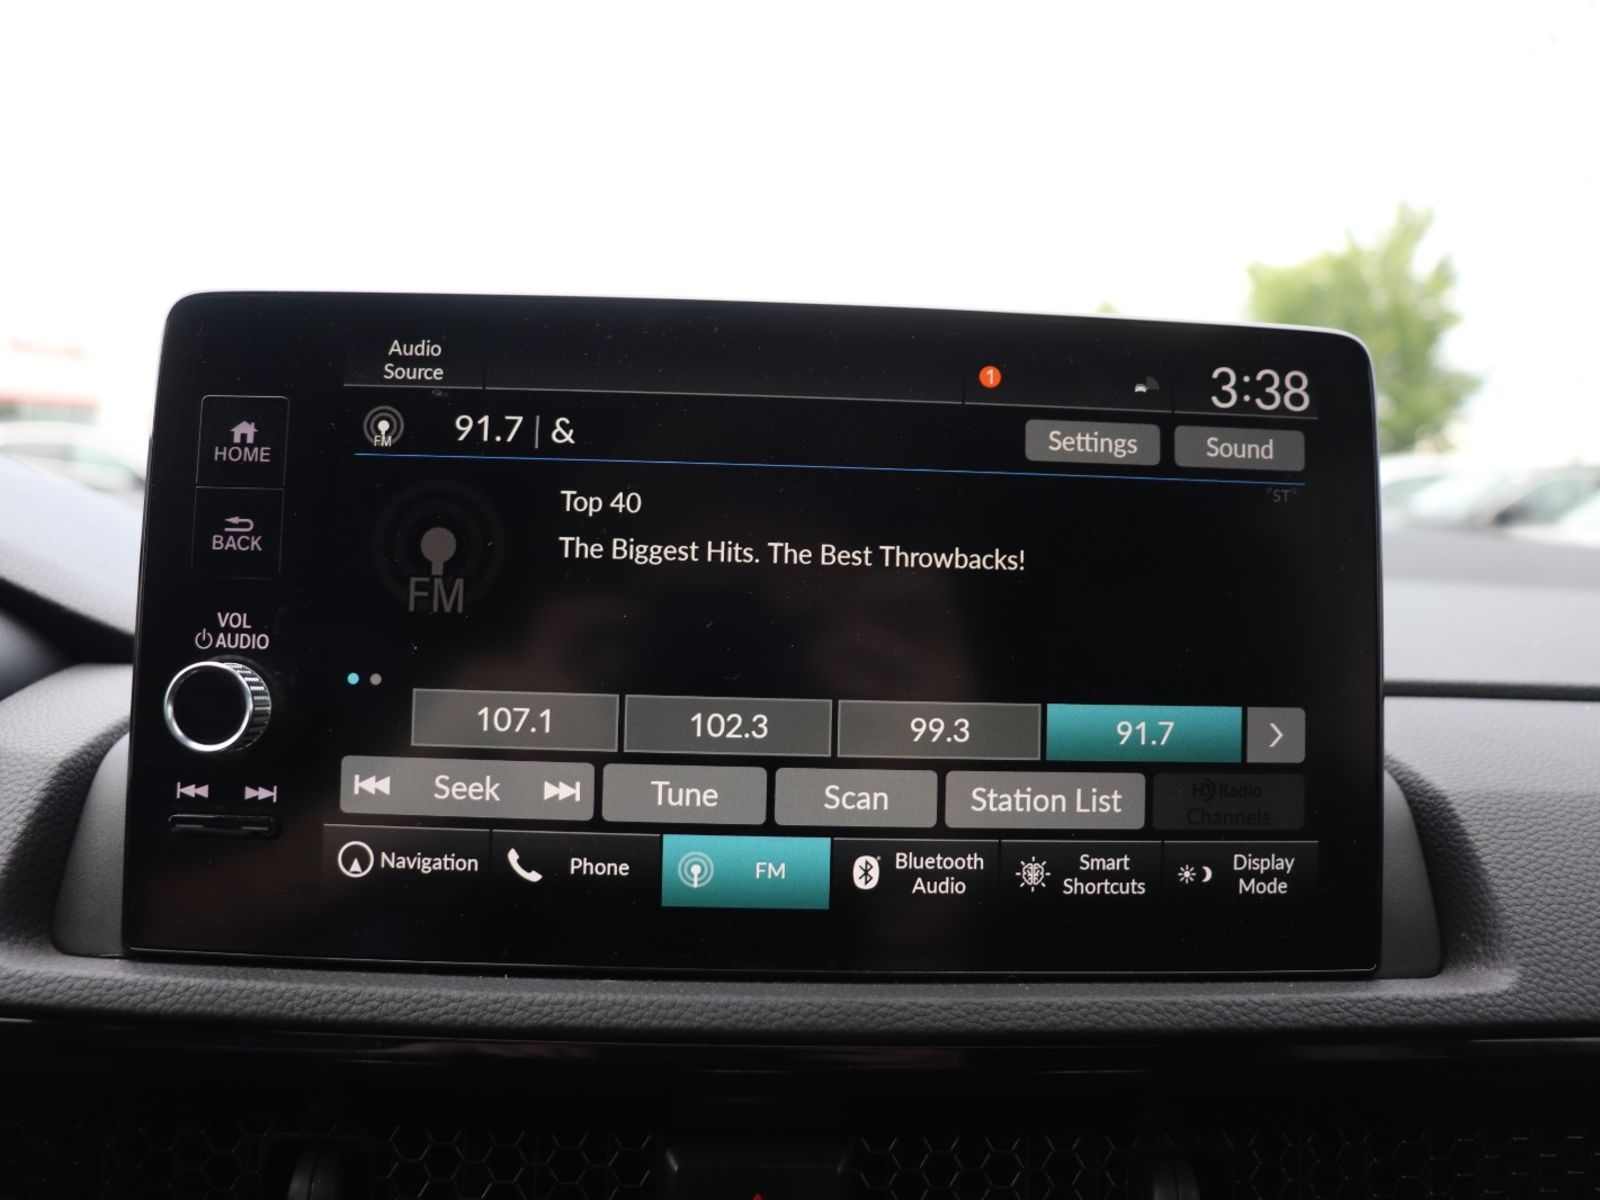 Audio
Source
1
3:38
HOME
FM
91.7 | &
Settings
Sound
"ST"
BACK
Top 40
The Biggest Hits. The Best Throwbacks!
FM
VOL
AUDIO
107.1
102.3
99.3
91.7
Seek
Tune
Scan
Station List
HD Radio
Channels
Navigation
Phone
FM
Bluetooth
Audio
Smart
Shortcuts
Display
Mode